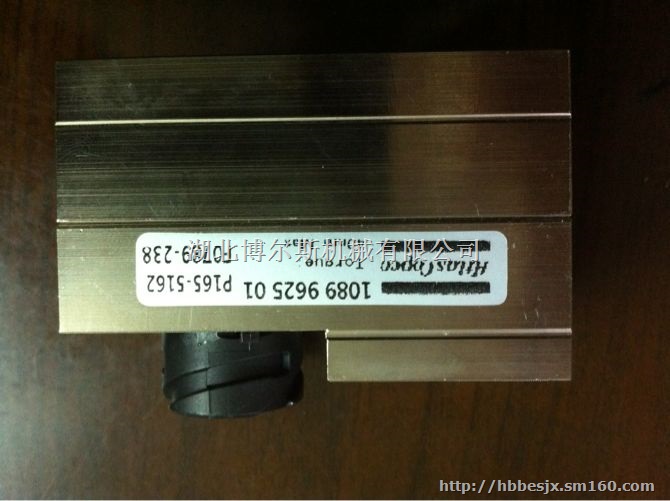 Atlas Copco
1089 9625 01
Torque:
P165-5162
湖北博尔斯机械有限公司
http://hbbesjx.sm160.com/